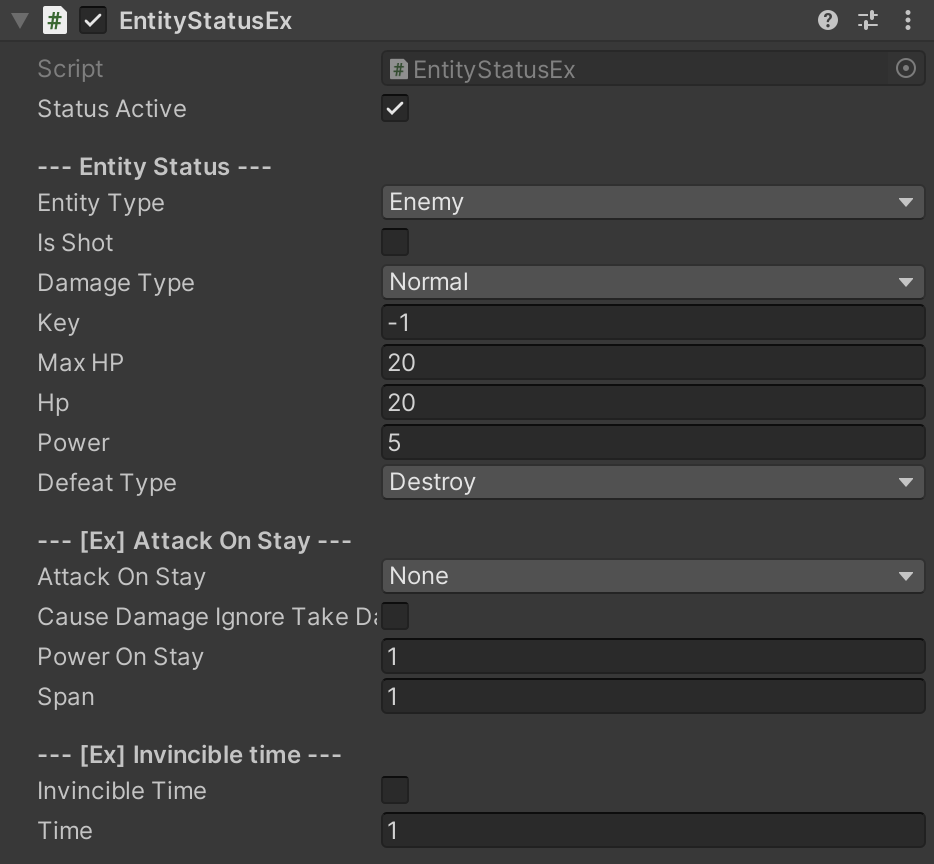 # EntityStatusEx ?
Script # EntityStatusEx
Status Active
--- Entity Status ---
Entity Type Enemy
Is Shot
Damage Type Normal
Key -1
Max HP 20
Hp 20
Power 5
Defeat Type Destroy
--- [Ex] Attack On Stay ---
Attack On Stay None
Cause Damage Ignore Take Da
Power On Stay 1
Span 1
--- [Ex] Invincible time ---
Invincible Time
Time 1